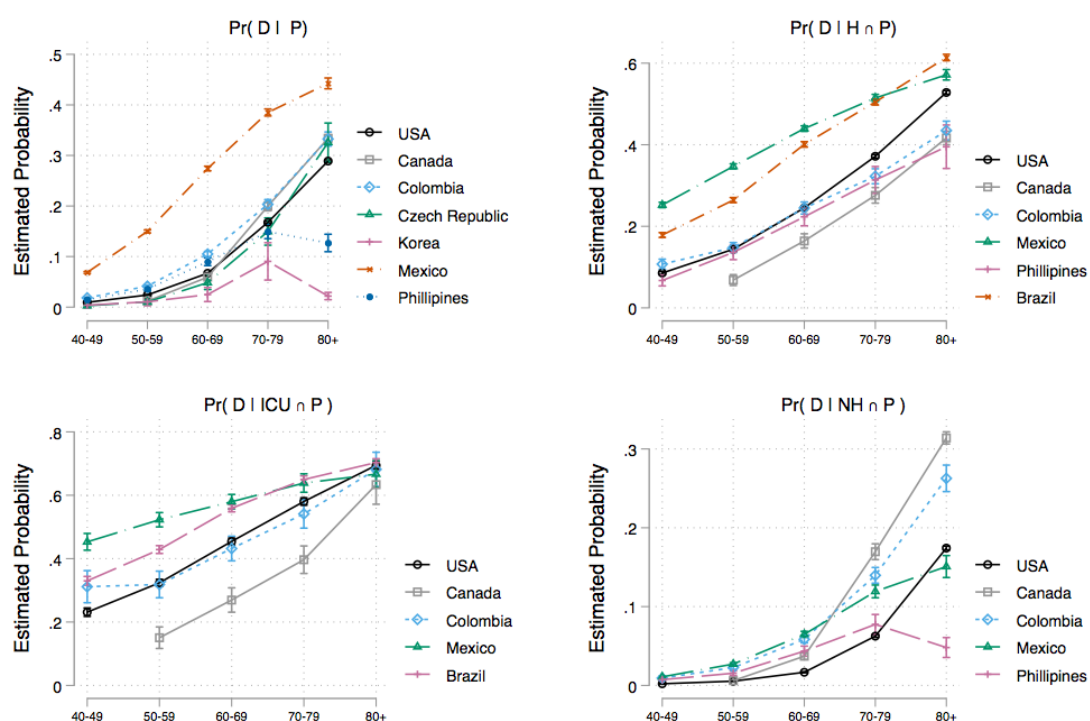 Pr( D I P)
Estimated Probability
.5
.4
.3
.2
.1
0
40-49 50-59 60-69 70-79 80+
USA
Canada
Colombia
Czech Republic
Korea
Mexico
Phillipines
Pr( D I H ∩ P)
Estimated Probability
.6
.4
.2
0
40-49 50-59 60-69 70-79 80+
USA
Canada
Colombia
Mexico
Phillipines
Brazil
Pr( D I ICU ∩ P )
Estimated Probability
.8
.6
.4
.2
0
40-49 50-59 60-69 70-79 80+
USA
Canada
Colombia
Mexico
Brazil
Pr( D I NH ∩ P )
Estimated Probability
.3
.2
.1
0
40-49 50-59 60-69 70-79 80+
USA
Canada
Colombia
Mexico
Phillipines